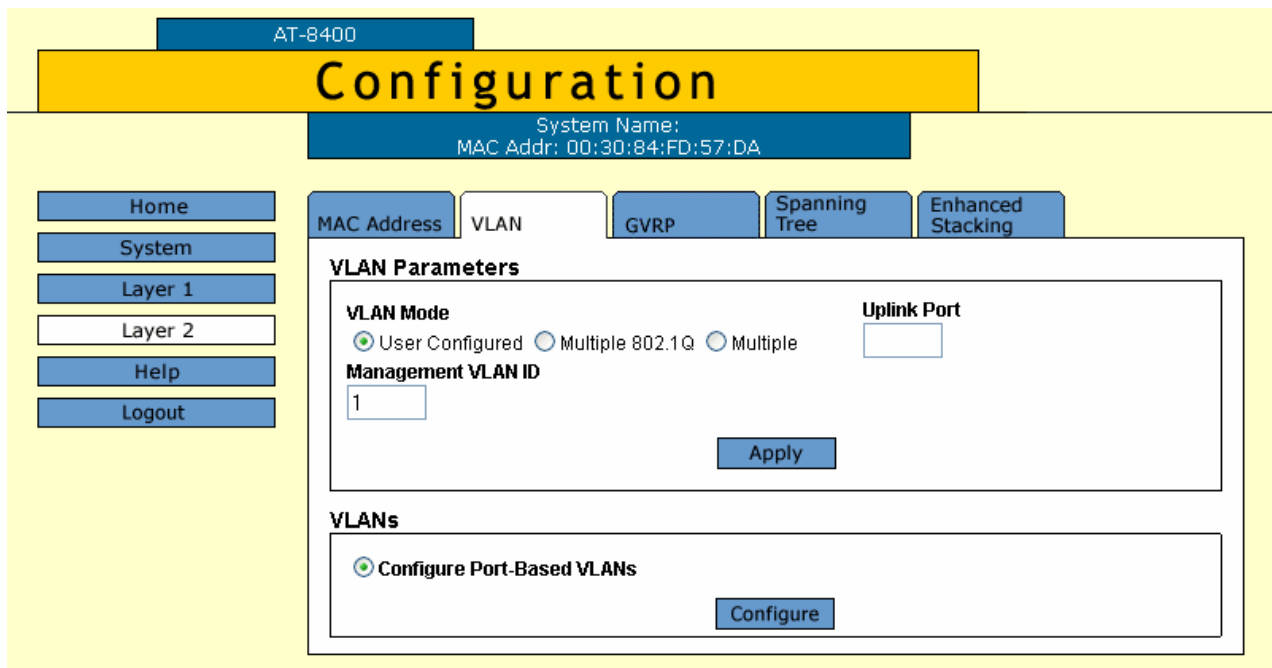 AT-8400
Configuration
System Name:
MAC Addr: 00:30:84:FD:57:DA
Home
System
Layer 1
Layer 2
Help
Logout
MAC Address
VLAN
GVRP
Spanning
Tree
Enhanced
Stacking
VLAN Parameters
VLAN Mode
Uplink Port
User Configured Multiple 802.1Q Multiple
Management VLAN ID
1
Apply
VLANs
Configure Port-Based VLANs
Configure